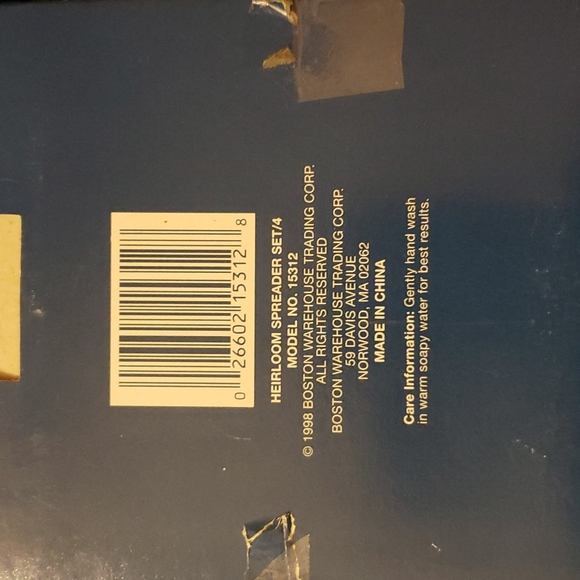 0 26602 15312 8
HEIRLOOM SPREADER SET/4
MODEL NO. 15312
© 1998 BOSTON WAREHOUSE TRADING CORP.
ALL RIGHTS RESERVED
BOSTON WAREHOUSE TRADING CORP.
59 DAVIS AVENUE
NORWOOD, MA 02062
MADE IN CHINA
Care Information: Gently hand wash
in warm soapy water for best results.